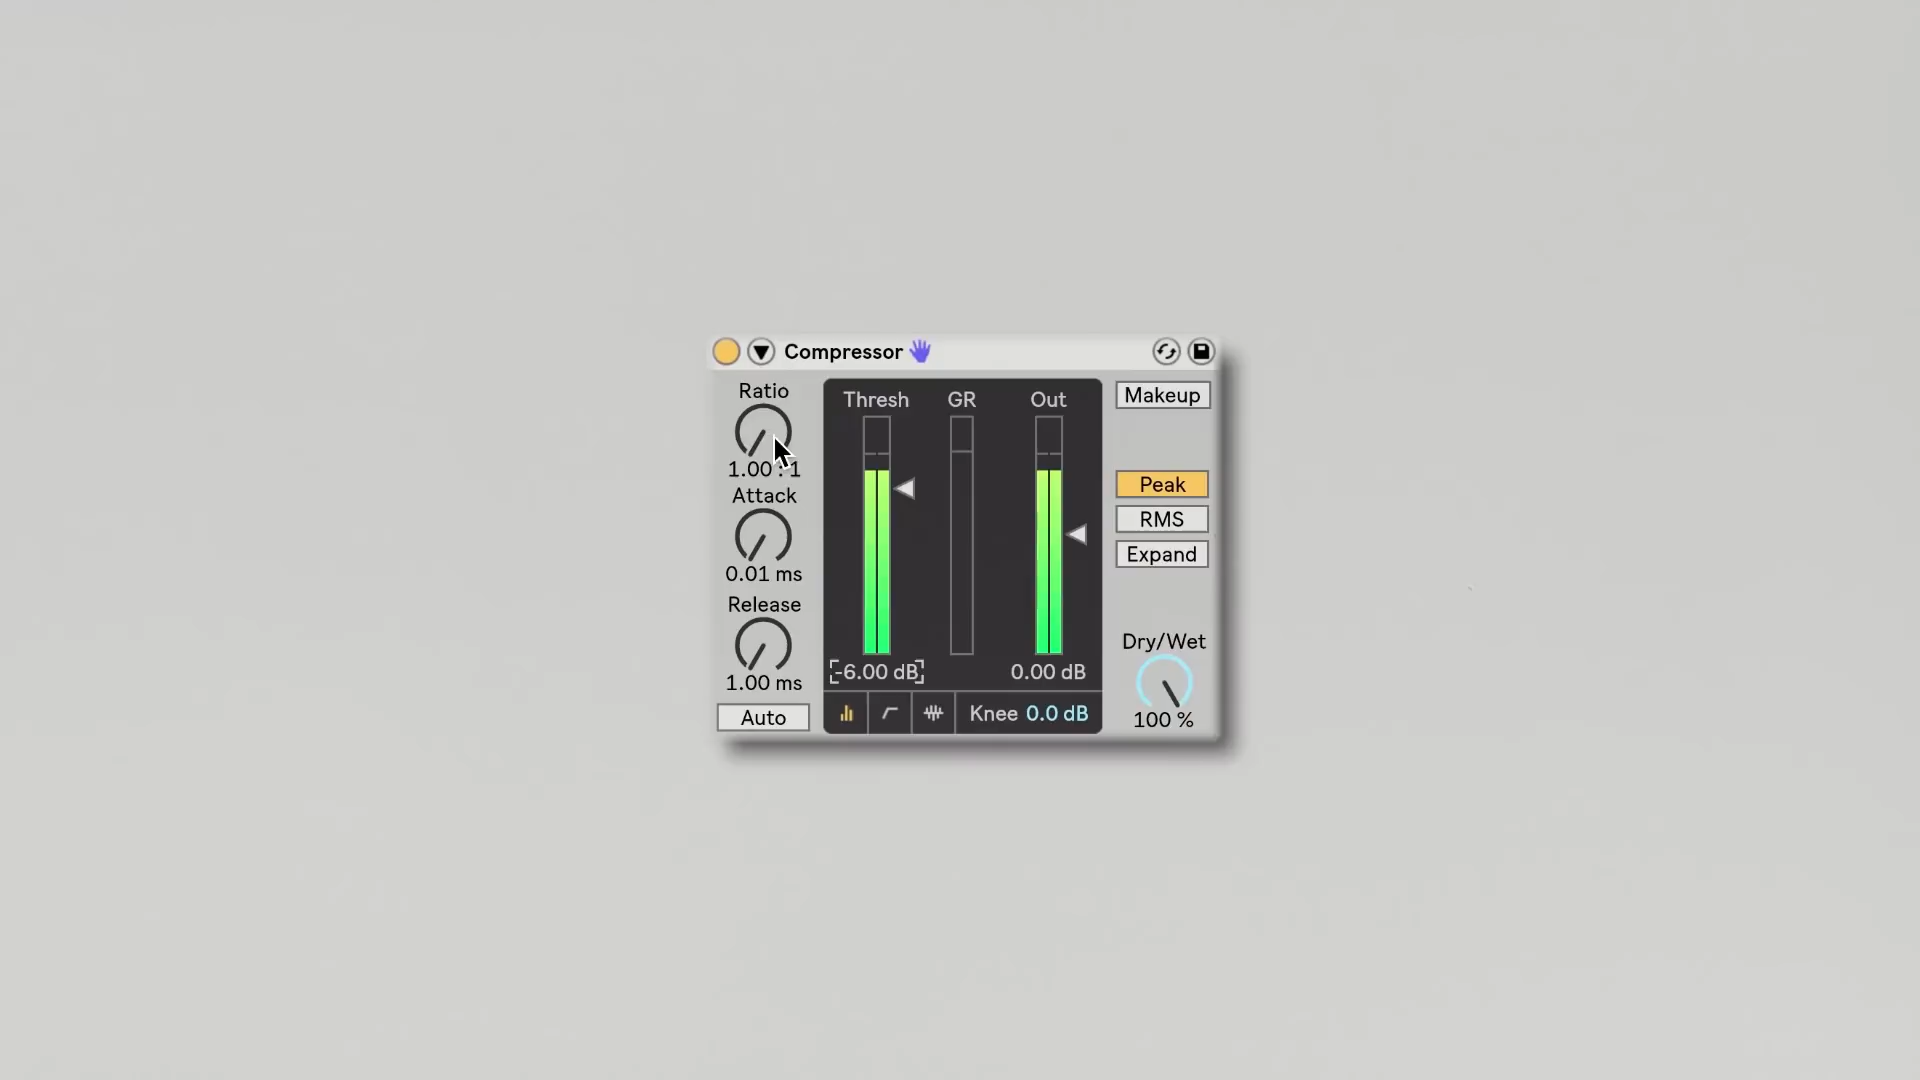 Compressor
Ratio
1.00 : 1
Attack
0.01 ms
Release
1.00 ms
Auto
Thresh GR Out
-6.00 dB 0.00 dB
Knee 0.0 dB
Makeup
Peak
RMS
Expand
Dry/Wet
100 %